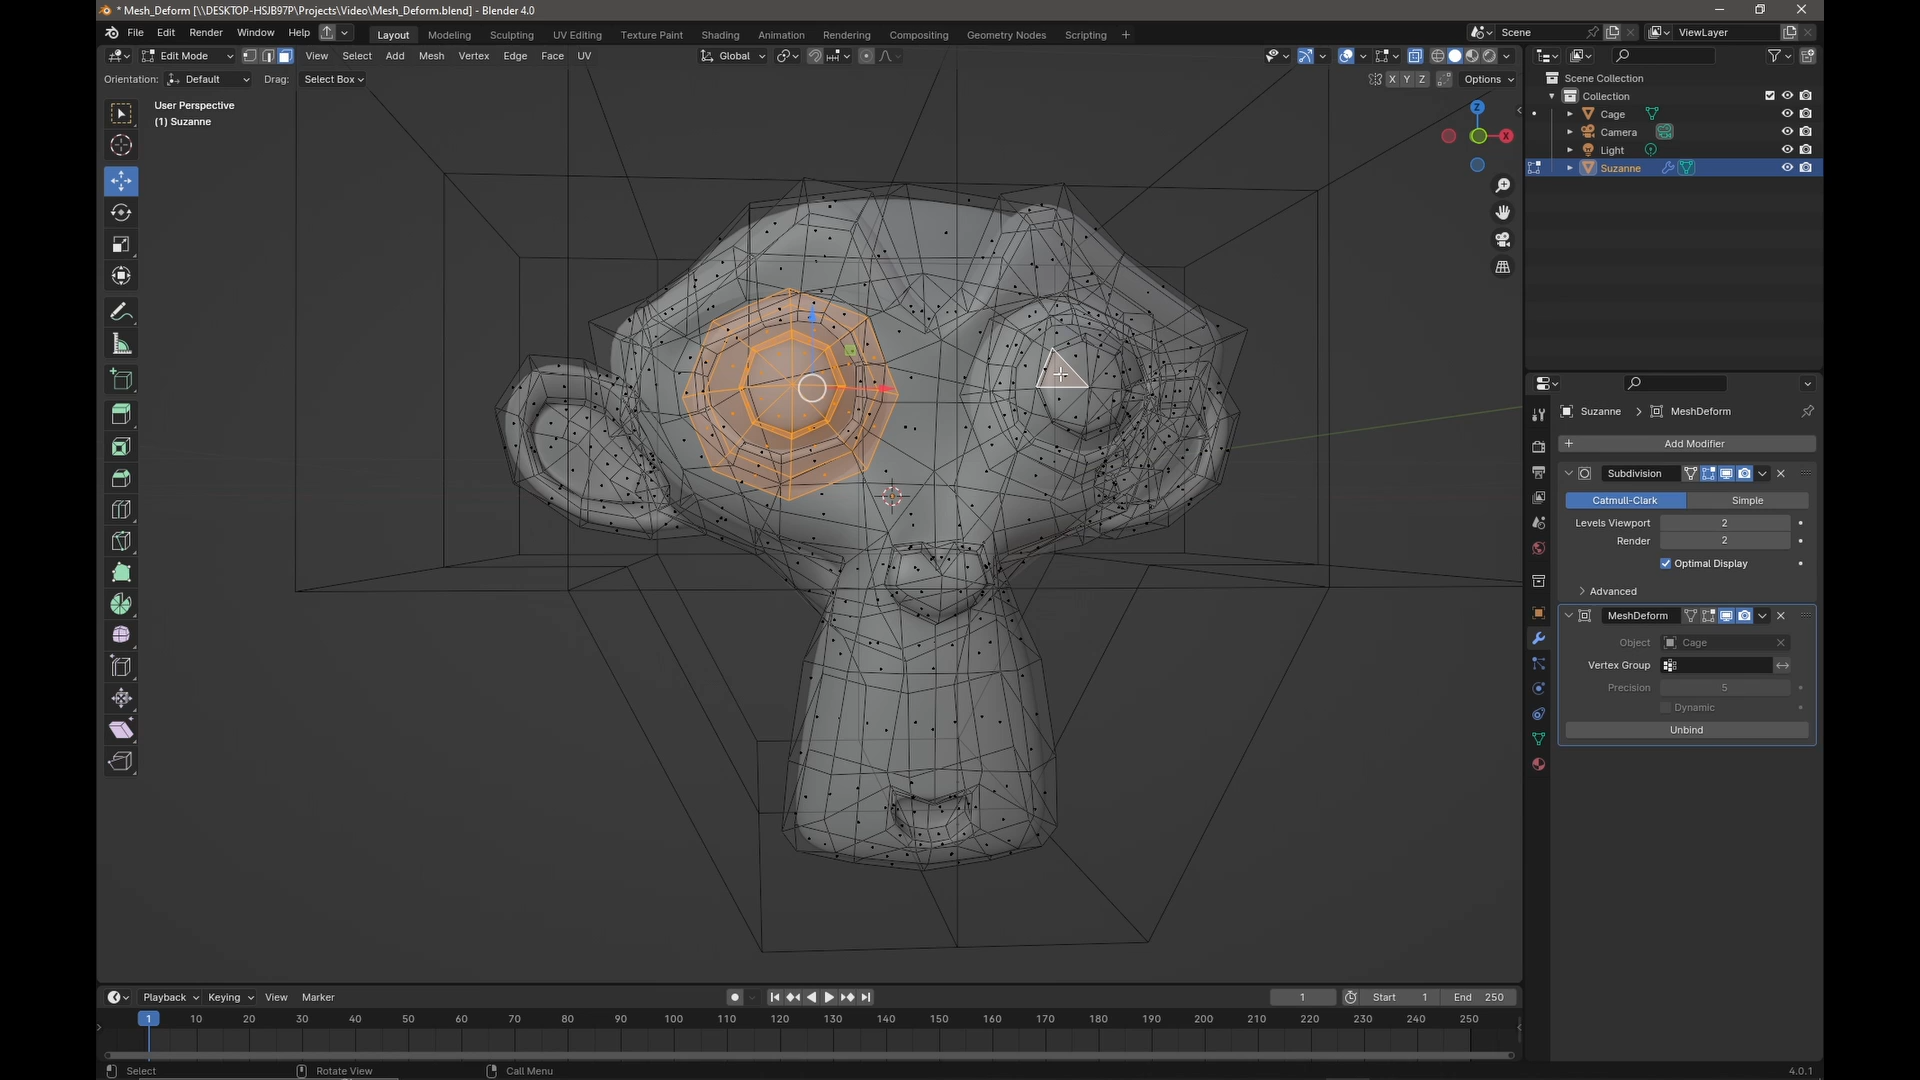 * Mesh_Deform [\\DESKTOP-HSJB97P\Projects\Video\Mesh_Deform.blend] - Blender 4.0
File Edit Render Window Help Layout Modeling Sculpting UV Editing Texture Paint Shading Animation Rendering Compositing Geometry Nodes Scripting + Scene ViewLayer
Edit Mode View Select Add Mesh Vertex Edge Face UV Global
Orientation: Default Drag: Select Box X Y Z Options
User Perspective
(1) Suzanne
Z
X
Scene Collection
Collection
Cage
Camera
Light
Suzanne
Suzanne > MeshDeform
+ Add Modifier
Subdivision
Catmull-Clark Simple
Levels Viewport 2
Render 2
Optimal Display
Advanced
MeshDeform
Object Cage
Vertex Group
Precision 5
Dynamic
Unbind
Playback Keying View Marker 1 Start 1 End 250
1 10 20 30 40 50 60 70 80 90 100 110 120 130 140 150 160 170 180 190 200 210 220 230 240 250
Select Rotate View Call Menu 4.0.1